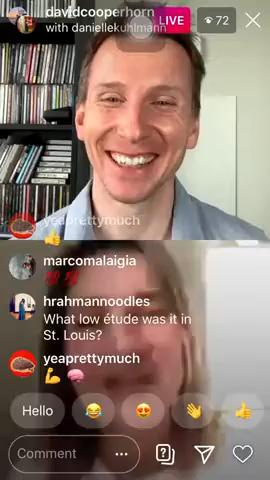 davidcooperhorn
with daniellekuhlmann
LIVE
72
yeaprettymuch
marcomalaigia
hrahmannoodles
What low étude was it in
St. Louis?
yeaprettymuch
Hello
Comment